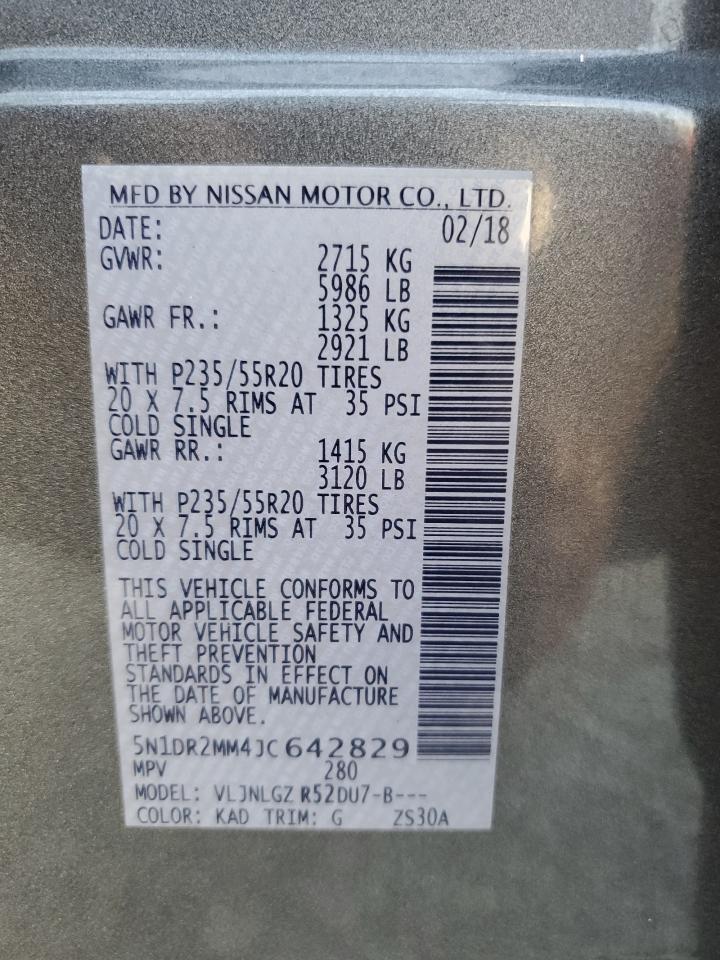 MFD BY NISSAN MOTOR CO., LTD.
DATE: 02/18
GVWR: 2715 KG
5986 LB
GAWR FR.: 1325 KG
2921 LB
WITH P235/55R20 TIRES
20 X 7.5 RIMS AT 35 PSI
COLD SINGLE
GAWR RR.: 1415 KG
3120 LB
WITH P235/55R20 TIRES
20 X 7.5 RIMS AT 35 PSI
COLD SINGLE
THIS VEHICLE CONFORMS TO
ALL APPLICABLE FEDERAL
MOTOR VEHICLE SAFETY AND
THEFT PREVENTION
STANDARDS IN EFFECT ON
THE DATE OF MANUFACTURE
SHOWN ABOVE.
5N1DR2MM4JC642829
MPV 280
MODEL: VLJNLGZ R52DU7-B---
COLOR: KAD TRIM: G ZS30A